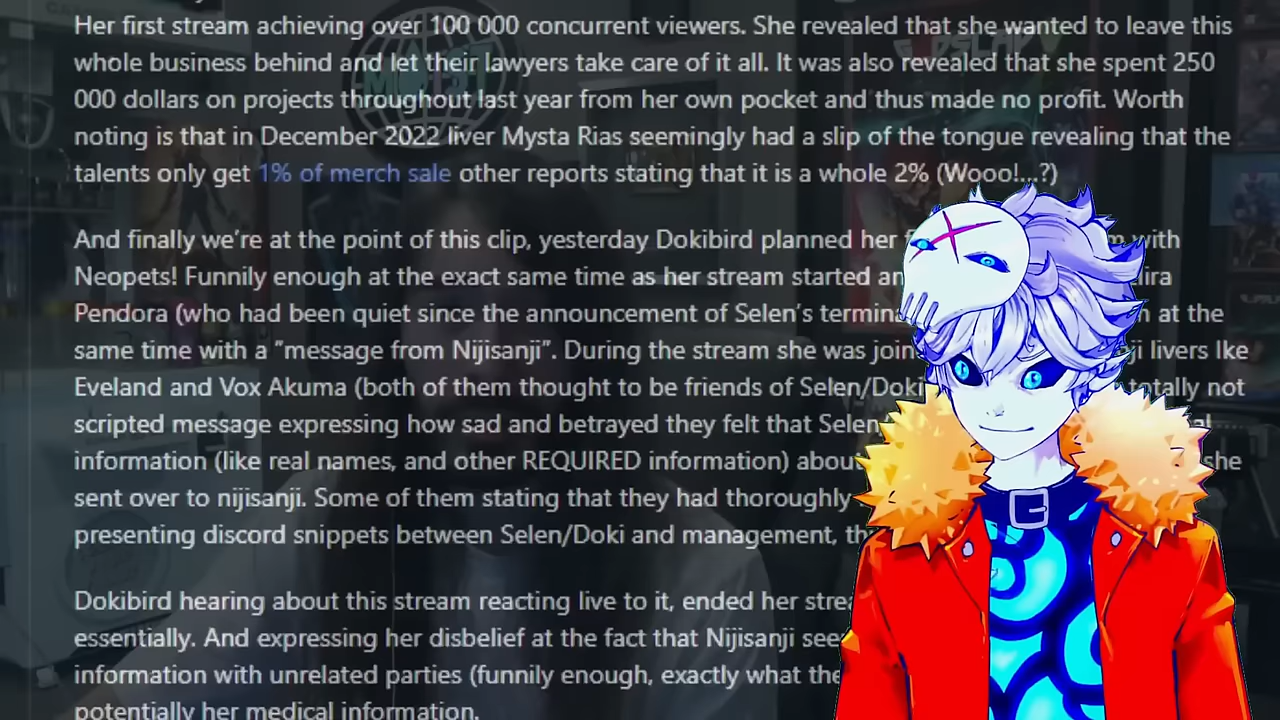 Her first stream achieving over 100 000 concurrent viewers. She revealed that she wanted to leave this
whole business behind and let their lawyers take care of it all. It was also revealed that she spent 250
000 dollars on projects throughout last year from her own pocket and thus made no profit. Worth
noting is that in December 2022 liver Mysta Rias seemingly had a slip of the tongue revealing that the
talents only get 1% of merch sale other reports stating that it is a whole 2% (Wooo!...?)
And finally we're at the point of this clip, yesterday Dokibird planned her with
Neopets! Funnily enough at the exact same time as her stream started
Pendora (who had been quiet since the announcement of Selen's at the
same time with a "message from Nijisanji". During the stream she was livers Ike
Eveland and Vox Akuma (both of them thought to be friends of totally not
scripted message expressing how sad and betrayed they felt that
information (like real names, and other REQUIRED information) she
sent over to nijisanji. Some of them stating that they had thoroughly
presenting discord snippets between Selen/Doki and management,
Dokibird hearing about this stream reacting live to it, ended her
essentially. And expressing her disbelief at the fact that Nijisanji
information with unrelated parties (funnily enough, exactly what
potentially her medical information.